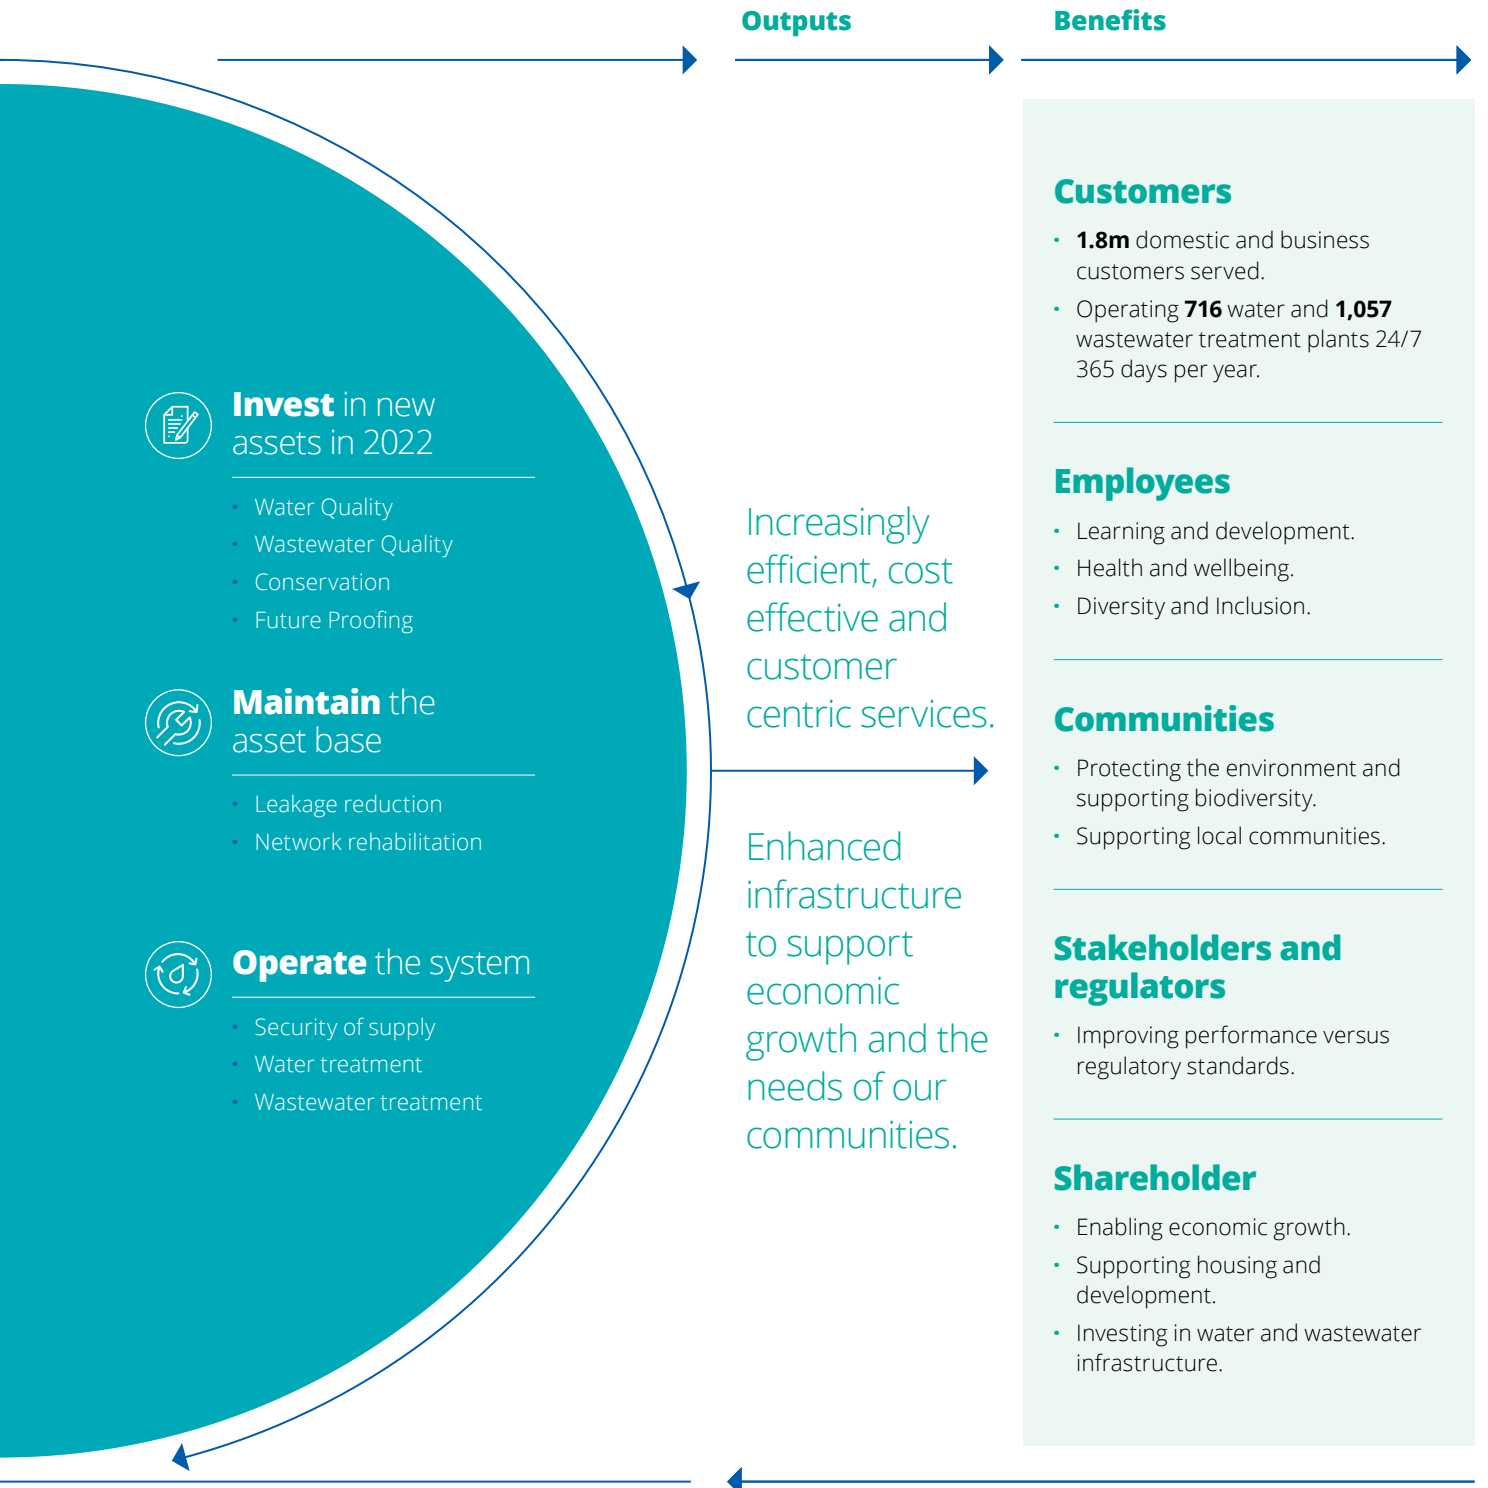 Outputs
Benefits
Invest in new
assets in 2022
• Water Quality
• Wastewater Quality
• Conservation
• Future Proofing
Maintain the
asset base
• Leakage reduction
• Network rehabilitation
Operate the system
• Security of supply
• Water treatment
• Wastewater treatment
Increasingly
efficient, cost
effective and
customer
centric services.
Enhanced
infrastructure
to support
economic
growth and the
needs of our
communities.
Customers
• 1.8m domestic and business
customers served.
• Operating 716 water and 1,057
wastewater treatment plants 24/7
365 days per year.
Employees
• Learning and development.
• Health and wellbeing.
• Diversity and Inclusion.
Communities
• Protecting the environment and
supporting biodiversity.
• Supporting local communities.
Stakeholders and
regulators
• Improving performance versus
regulatory standards.
Shareholder
• Enabling economic growth.
• Supporting housing and
development.
• Investing in water and wastewater
infrastructure.